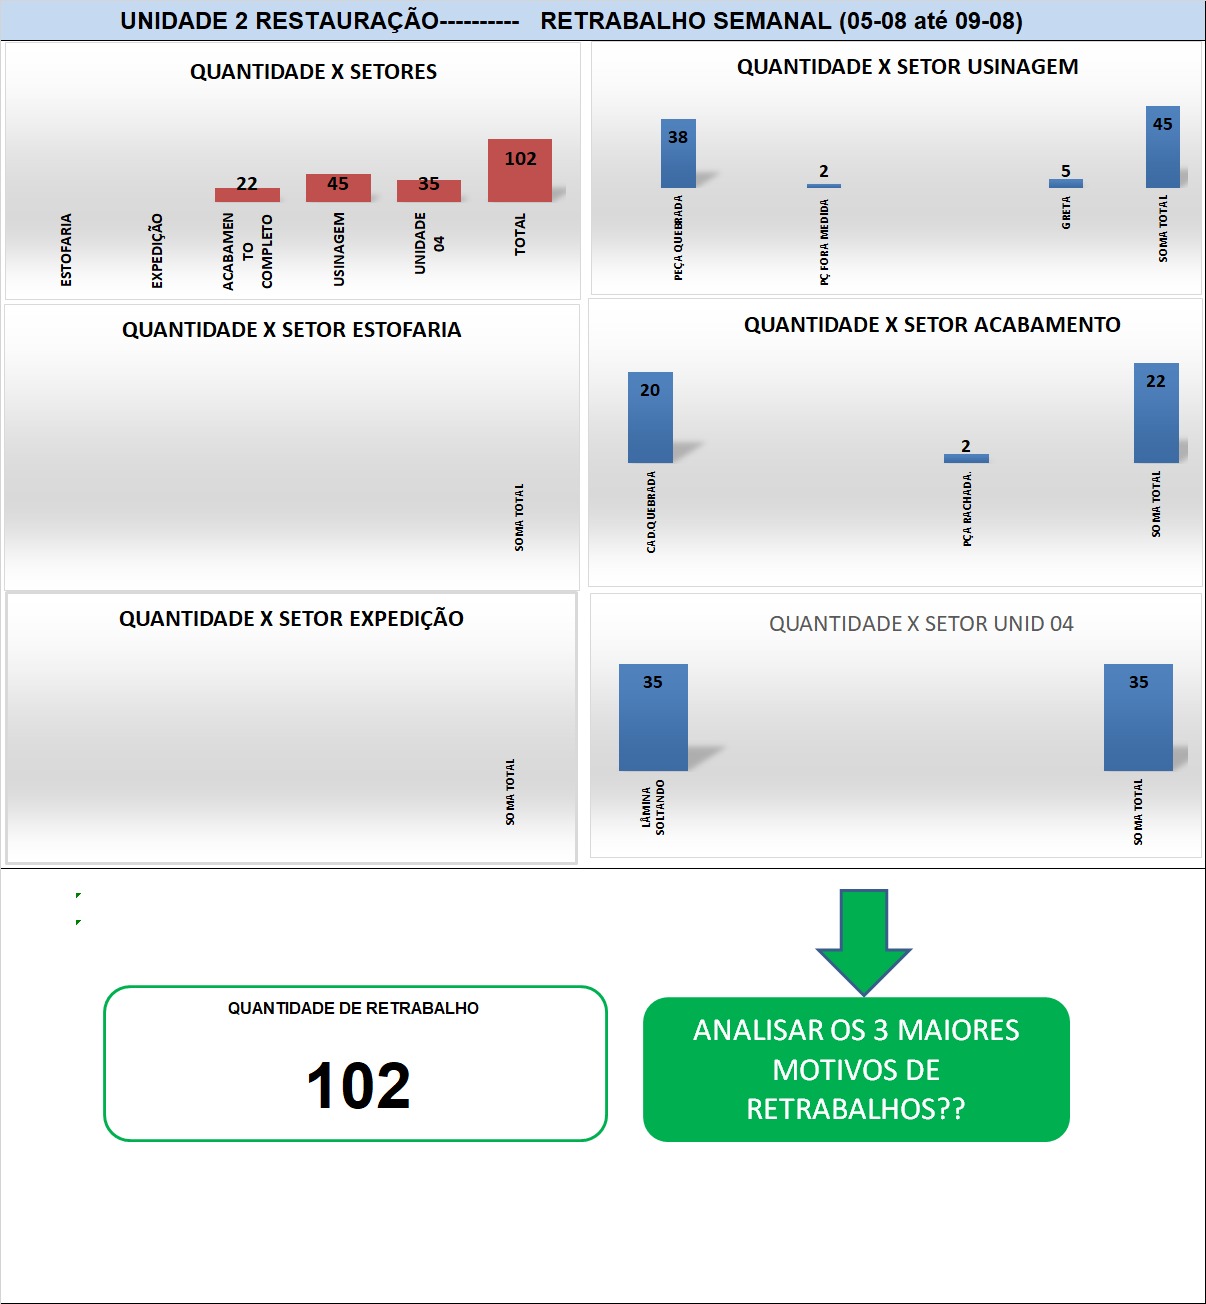 UNIDADE 2 RESTAURAÇÃO---------- RETRABALHO SEMANAL (05-08 até 09-08)
QUANTIDADE X SETORES
22
45
35
102
ESTOFARIA
EXPEDIÇÃO
ACABAMEN
TO
COMPLETO
USINAGEM
UNIDADE
04
TOTAL
QUANTIDADE X SETOR USINAGEM
38
2
5
45
PEÇA QUEBRADA
PÇ FORA MEDIDA
GRETA
SOMA TOTAL
QUANTIDADE X SETOR ESTOFARIA
SOMA TOTAL
QUANTIDADE X SETOR ACABAMENTO
20
2
22
CAD.QUEBRADA
PÇA RACHADA.
SOMA TOTAL
QUANTIDADE X SETOR EXPEDIÇÃO
SOMA TOTAL
QUANTIDADE X SETOR UNID 04
35
35
LÂMINA
SOLTANDO
SOMA TOTAL
QUANTIDADE DE RETRABALHO
102
ANALISAR OS 3 MAIORES
MOTIVOS DE
RETRABALHOS??